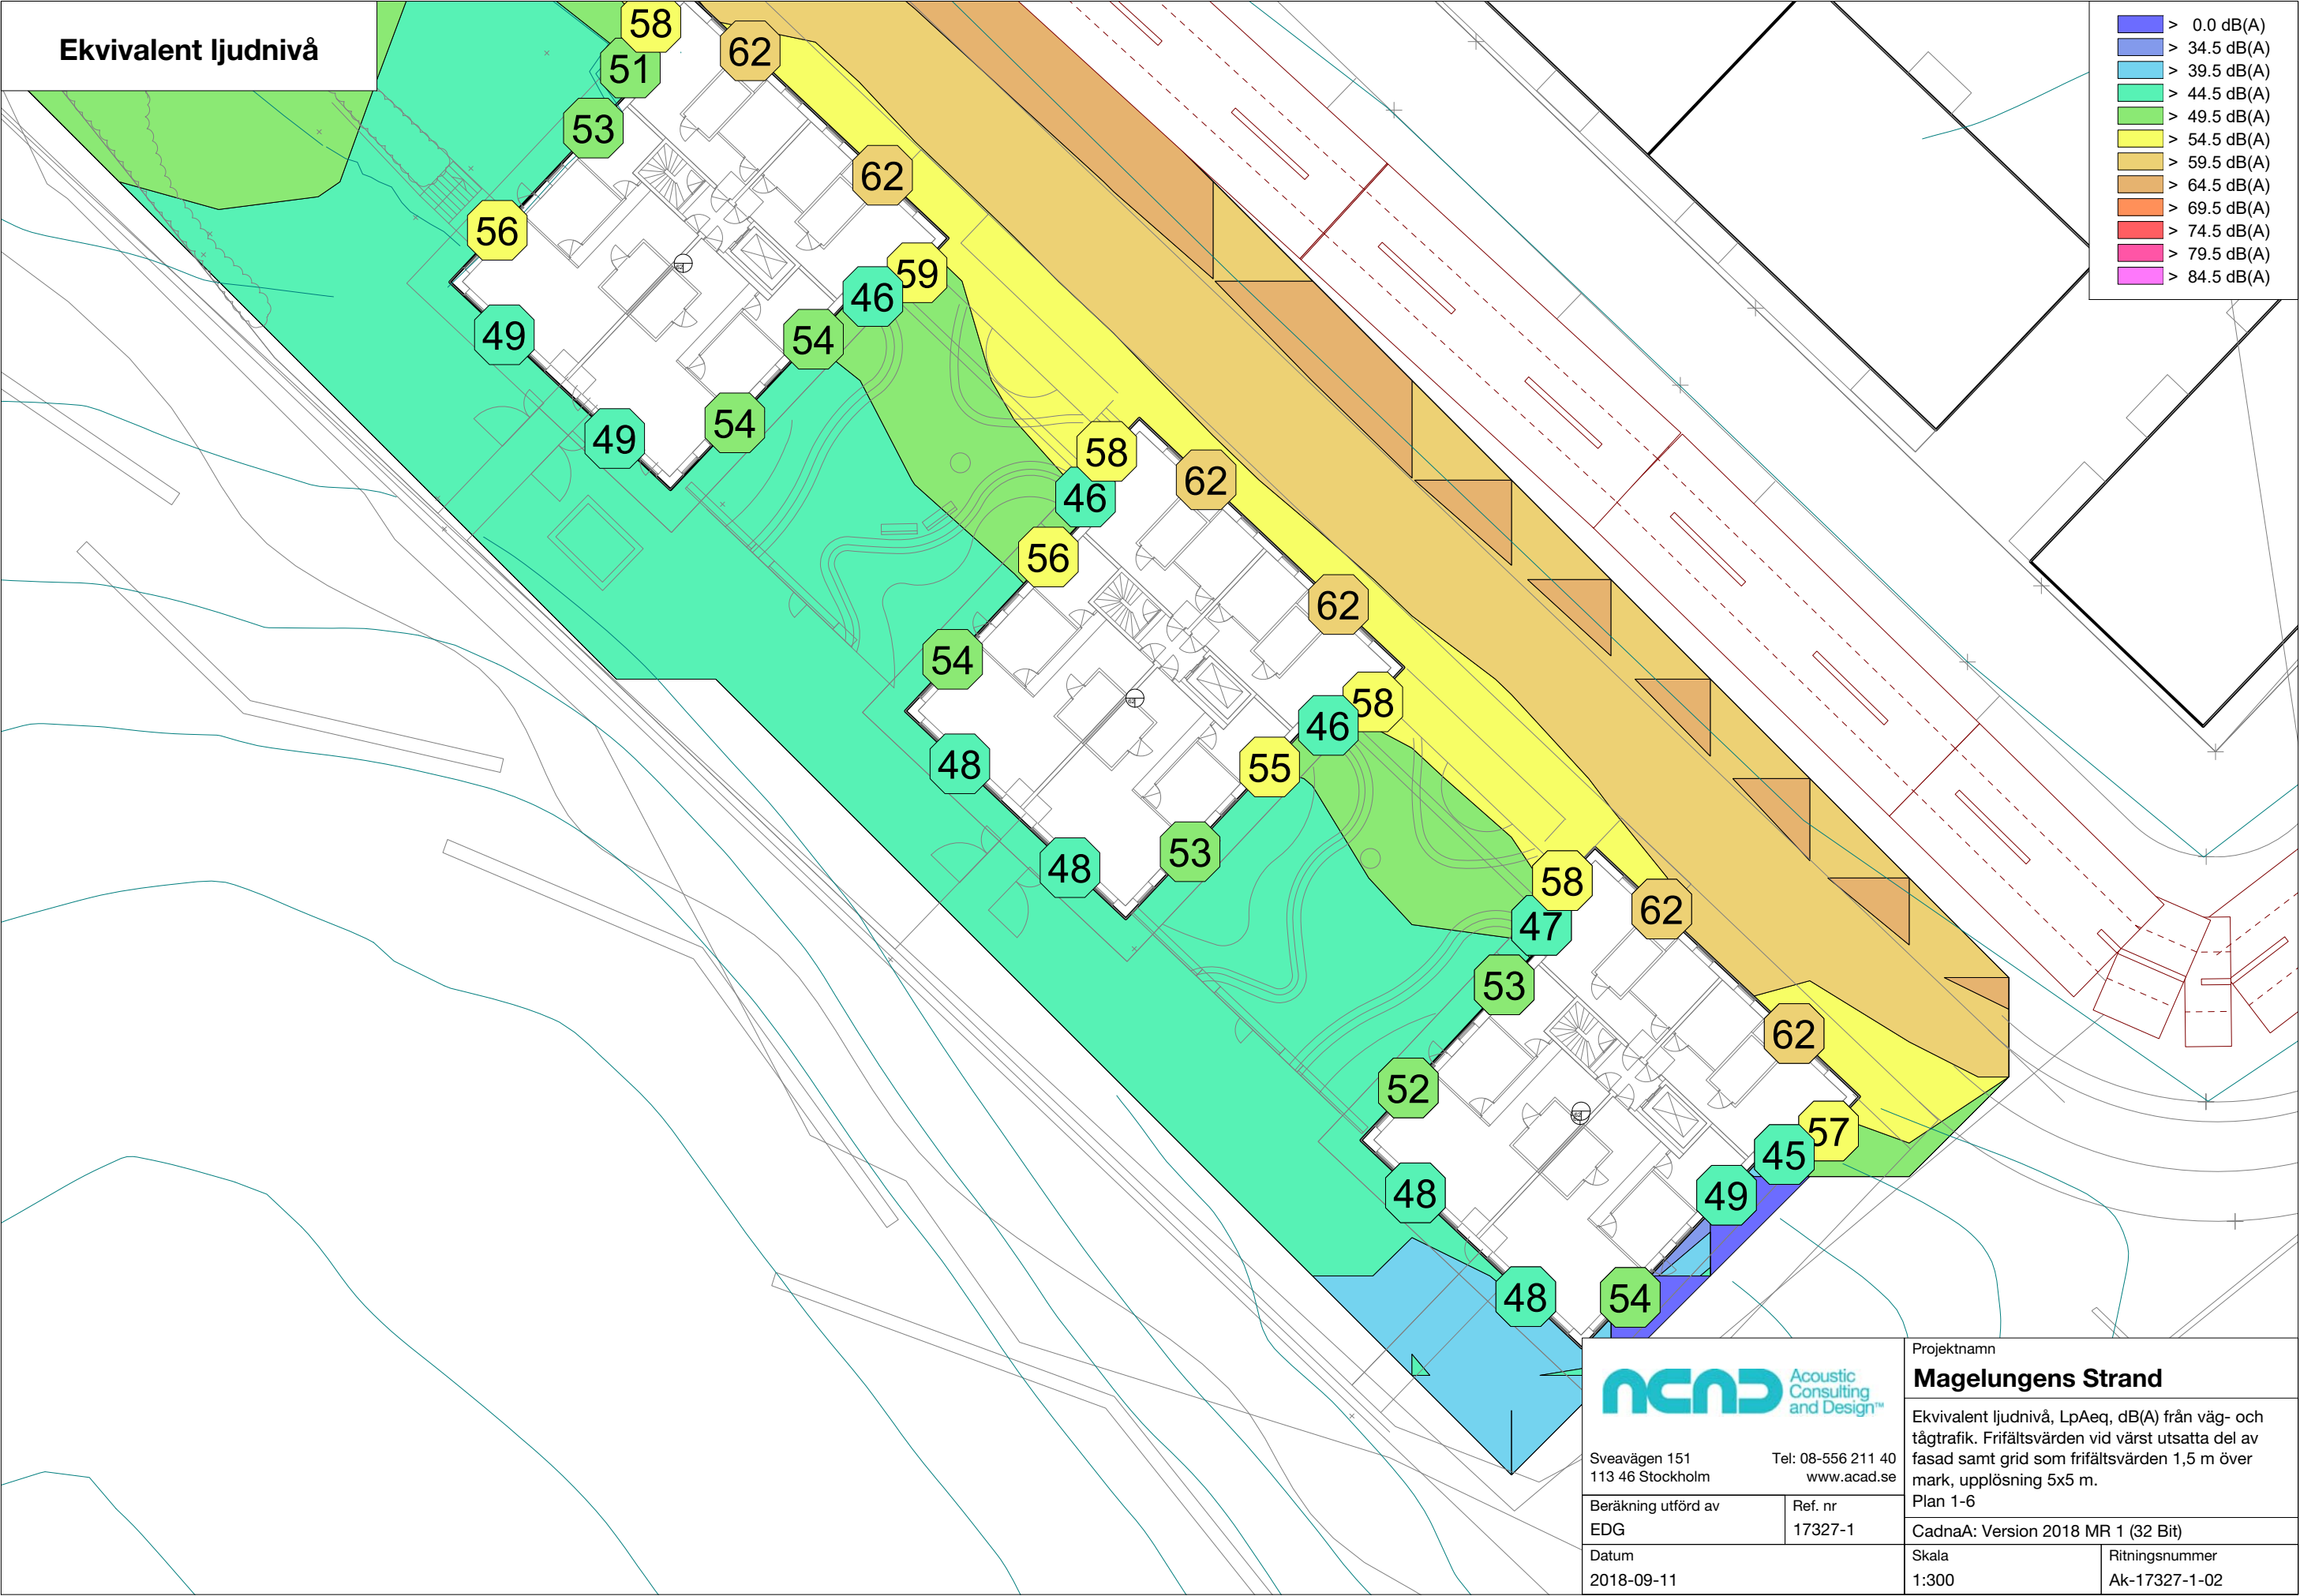 Ekvivalent ljudnivå
> 0.0 dB(A)
> 34.5 dB(A)
> 39.5 dB(A)
> 44.5 dB(A)
> 49.5 dB(A)
> 54.5 dB(A)
> 59.5 dB(A)
> 64.5 dB(A)
> 69.5 dB(A)
> 74.5 dB(A)
> 79.5 dB(A)
> 84.5 dB(A)
58
62
51
53
62
56
59
46
49
54
54
49
58
62
46
56
62
54
58
46
48
55
53
48
58
62
47
53
62
52
57
45
48
49
48
54
ACAD
Acoustic
Consulting
and Design™
Sveavägen 151 Tel: 08-556 211 40
113 46 Stockholm www.acad.se
Beräkning utförd av
EDG
Ref. nr
17327-1
Datum
2018-09-11
Projektnamn
Magelungens Strand
Ekvivalent ljudnivå, LpAeq, dB(A) från väg- och
tågtrafik. Frifältsvärden vid värst utsatta del av
fasad samt grid som frifältsvärden 1,5 m över
mark, upplösning 5x5 m.
Plan 1-6
CadnaA: Version 2018 MR 1 (32 Bit)
Skala
1:300
Ritningsnummer
Ak-17327-1-02